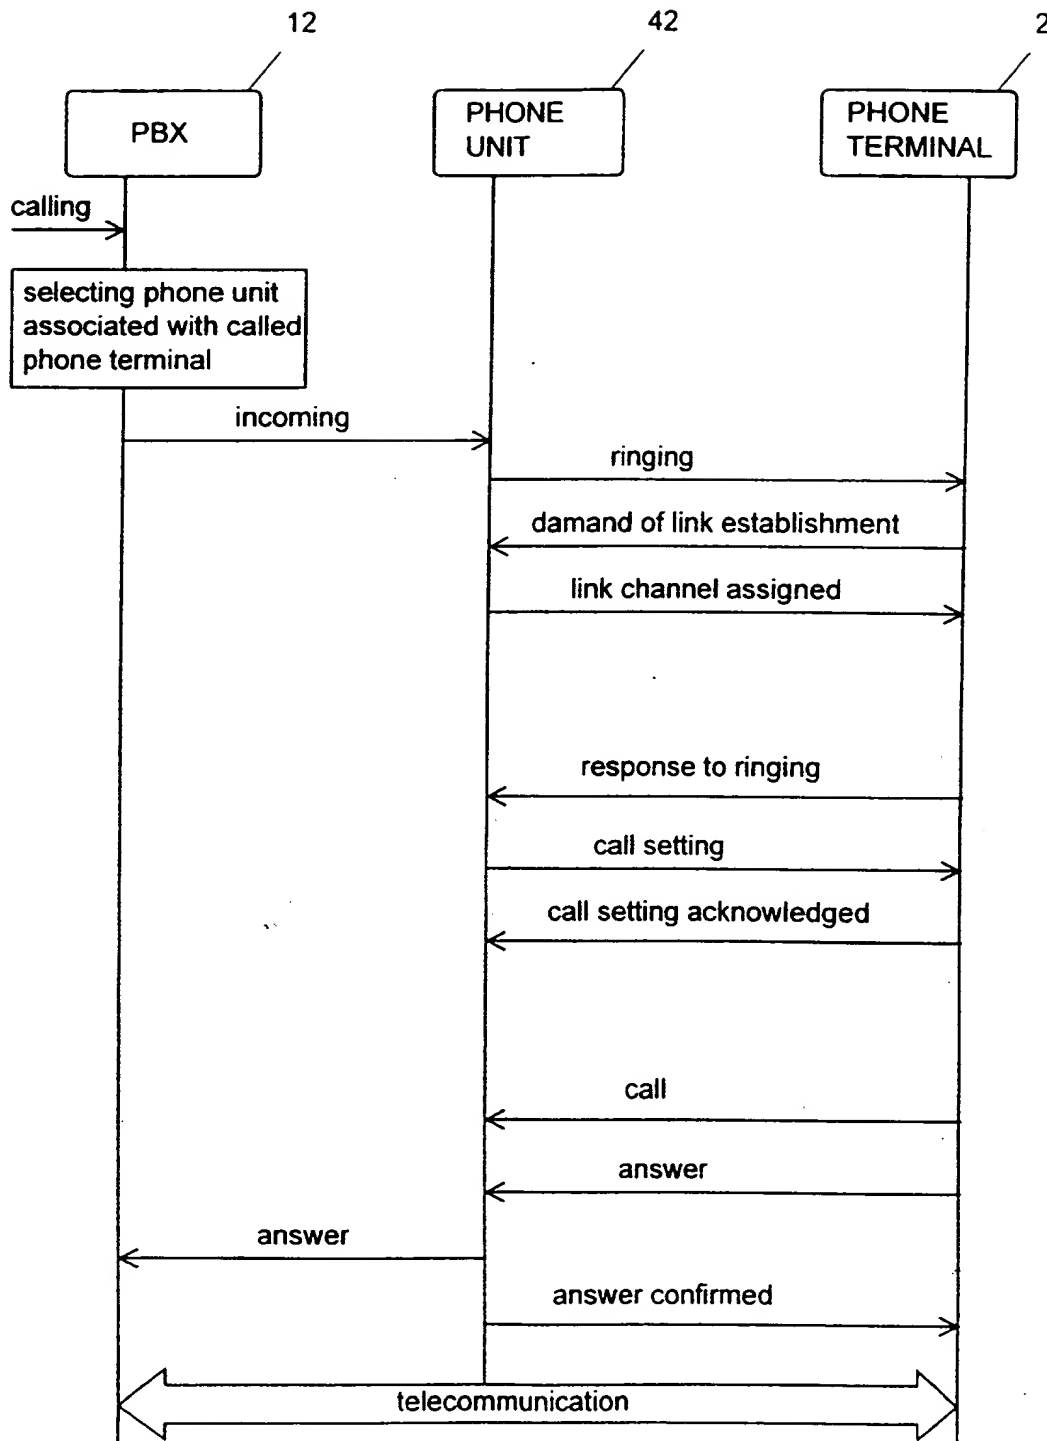 12
42
2
PBX
PHONE
UNIT
PHONE
TERMINAL
calling
selecting phone unit
associated with called
phone terminal
incoming
ringing
damand of link establishment
link channel assigned
response to ringing
call setting
call setting acknowledged
call
answer
answer
answer confirmed
telecommunication